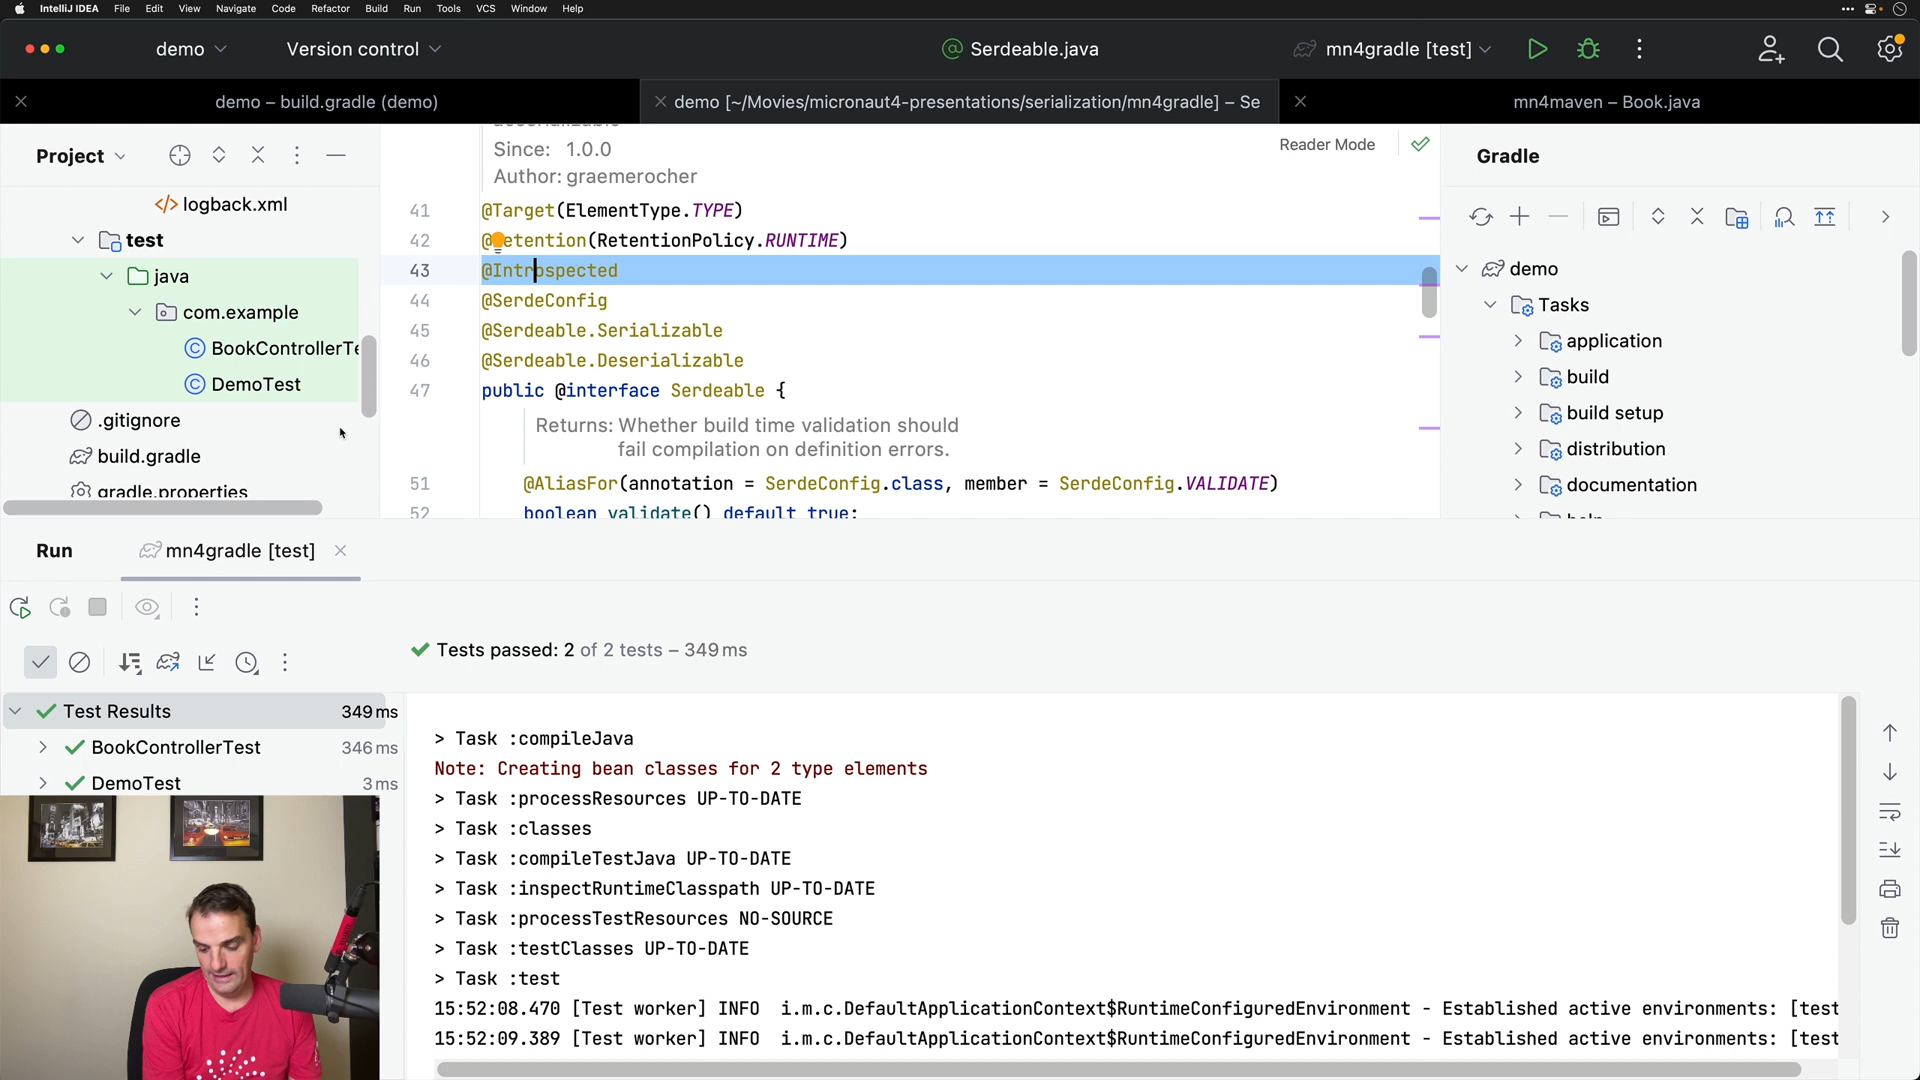 IntelliJ IDEA File Edit View Navigate Code Refactor Build Run Tools VCS Window Help
demo Version control Serdeable.java mn4gradle [test]
demo – build.gradle (demo)
demo [~/Movies/micronaut4-presentations/serialization/mn4gradle] – Se
mn4maven – Book.java
Project
logback.xml
test
java
com.example
BookControllerTe
DemoTest
.gitignore
build.gradle
gradle.properties
Reader Mode
Since: 1.0.0
Author: graemerocher
41 @Target(ElementType.TYPE)
42 @Retention(RetentionPolicy.RUNTIME)
43 @Introspected
44 @SerdeConfig
45 @Serdeable.Serializable
46 @Serdeable.Deserializable
47 public @interface Serdeable {
Returns: Whether build time validation should
fail compilation on definition errors.
51 @AliasFor(annotation = SerdeConfig.class, member = SerdeConfig.VALIDATE)
52 boolean validate() default true;
Gradle
demo
Tasks
application
build
build setup
distribution
documentation
help
Run mn4gradle [test]
Tests passed: 2 of 2 tests – 349 ms
Test Results 349 ms
BookControllerTest 346 ms
DemoTest 3 ms
> Task :compileJava
Note: Creating bean classes for 2 type elements
> Task :processResources UP-TO-DATE
> Task :classes
> Task :compileTestJava UP-TO-DATE
> Task :inspectRuntimeClasspath UP-TO-DATE
> Task :processTestResources NO-SOURCE
> Task :testClasses UP-TO-DATE
> Task :test
15:52:08.470 [Test worker] INFO i.m.c.DefaultApplicationContext$RuntimeConfiguredEnvironment - Established active environments: [test
15:52:09.389 [Test worker] INFO i.m.c.DefaultApplicationContext$RuntimeConfiguredEnvironment - Established active environments: [test